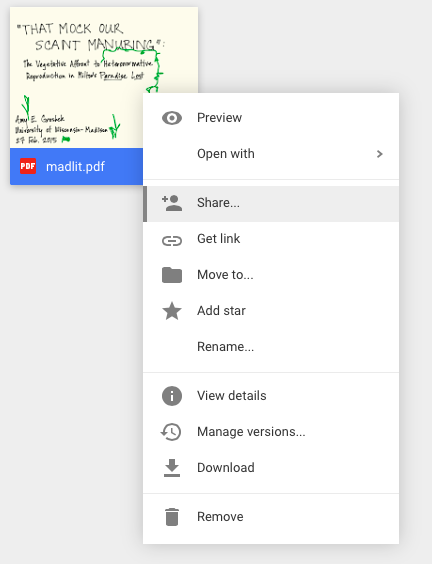 "THAT MOCK OUR
SCANT MANURING":
The Vegetative Affront to Heteronormative
Reproduction in Milton's Paradise Lost
Amy E. Groshek
University of Wisconsin-Madison
27 Feb. 2015
PDF madlit.pdf
Preview
Open with
Share...
Get link
Move to...
Add star
Rename...
View details
Manage versions...
Download
Remove